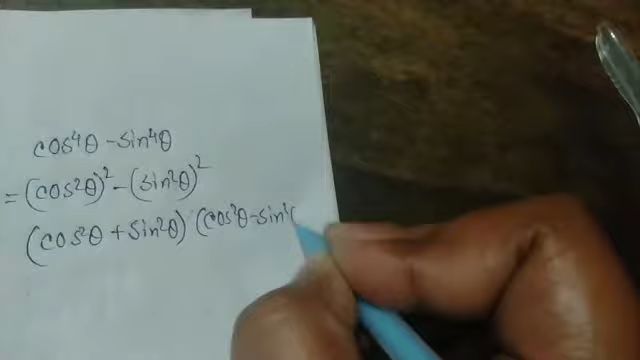 cos⁴θ - sin⁴θ
= (cos²θ)² - (sin²θ)²
(cos²θ + sin²θ) (cos²θ - sin²